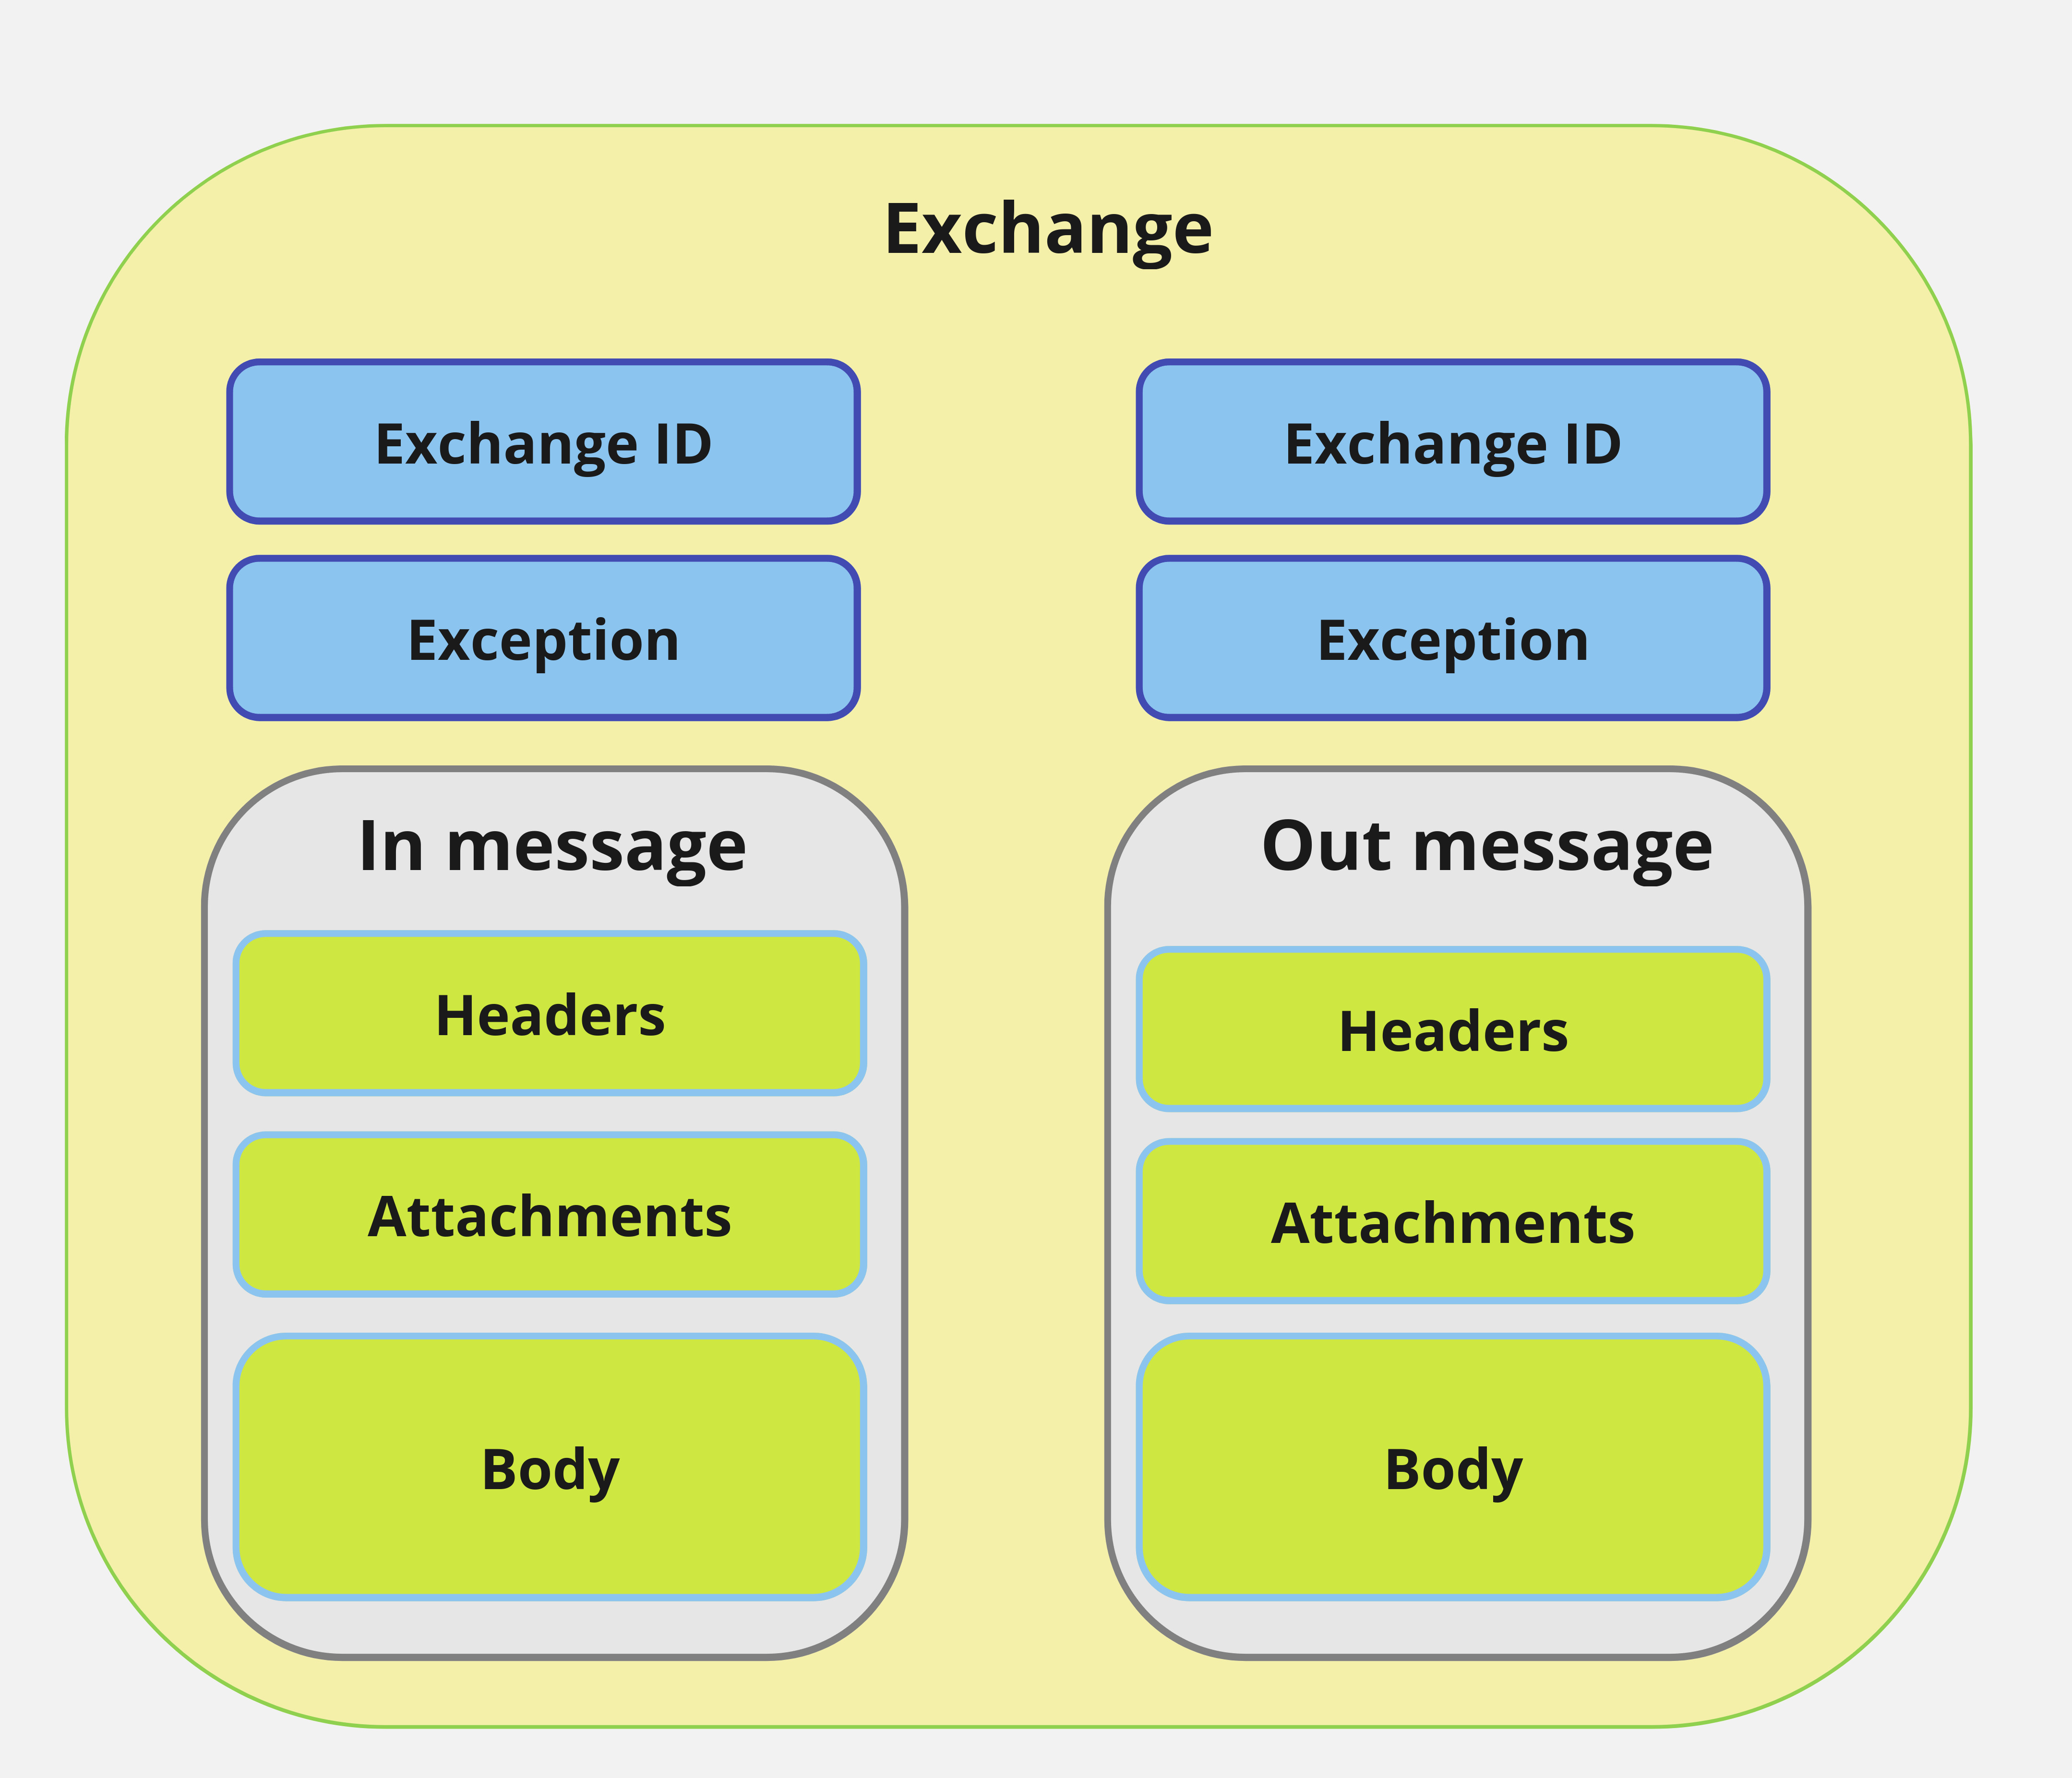 Exchange
Exchange ID
Exchange ID
Exception
Exception
In message
Headers
Attachments
Body
Out message
Headers
Attachments
Body